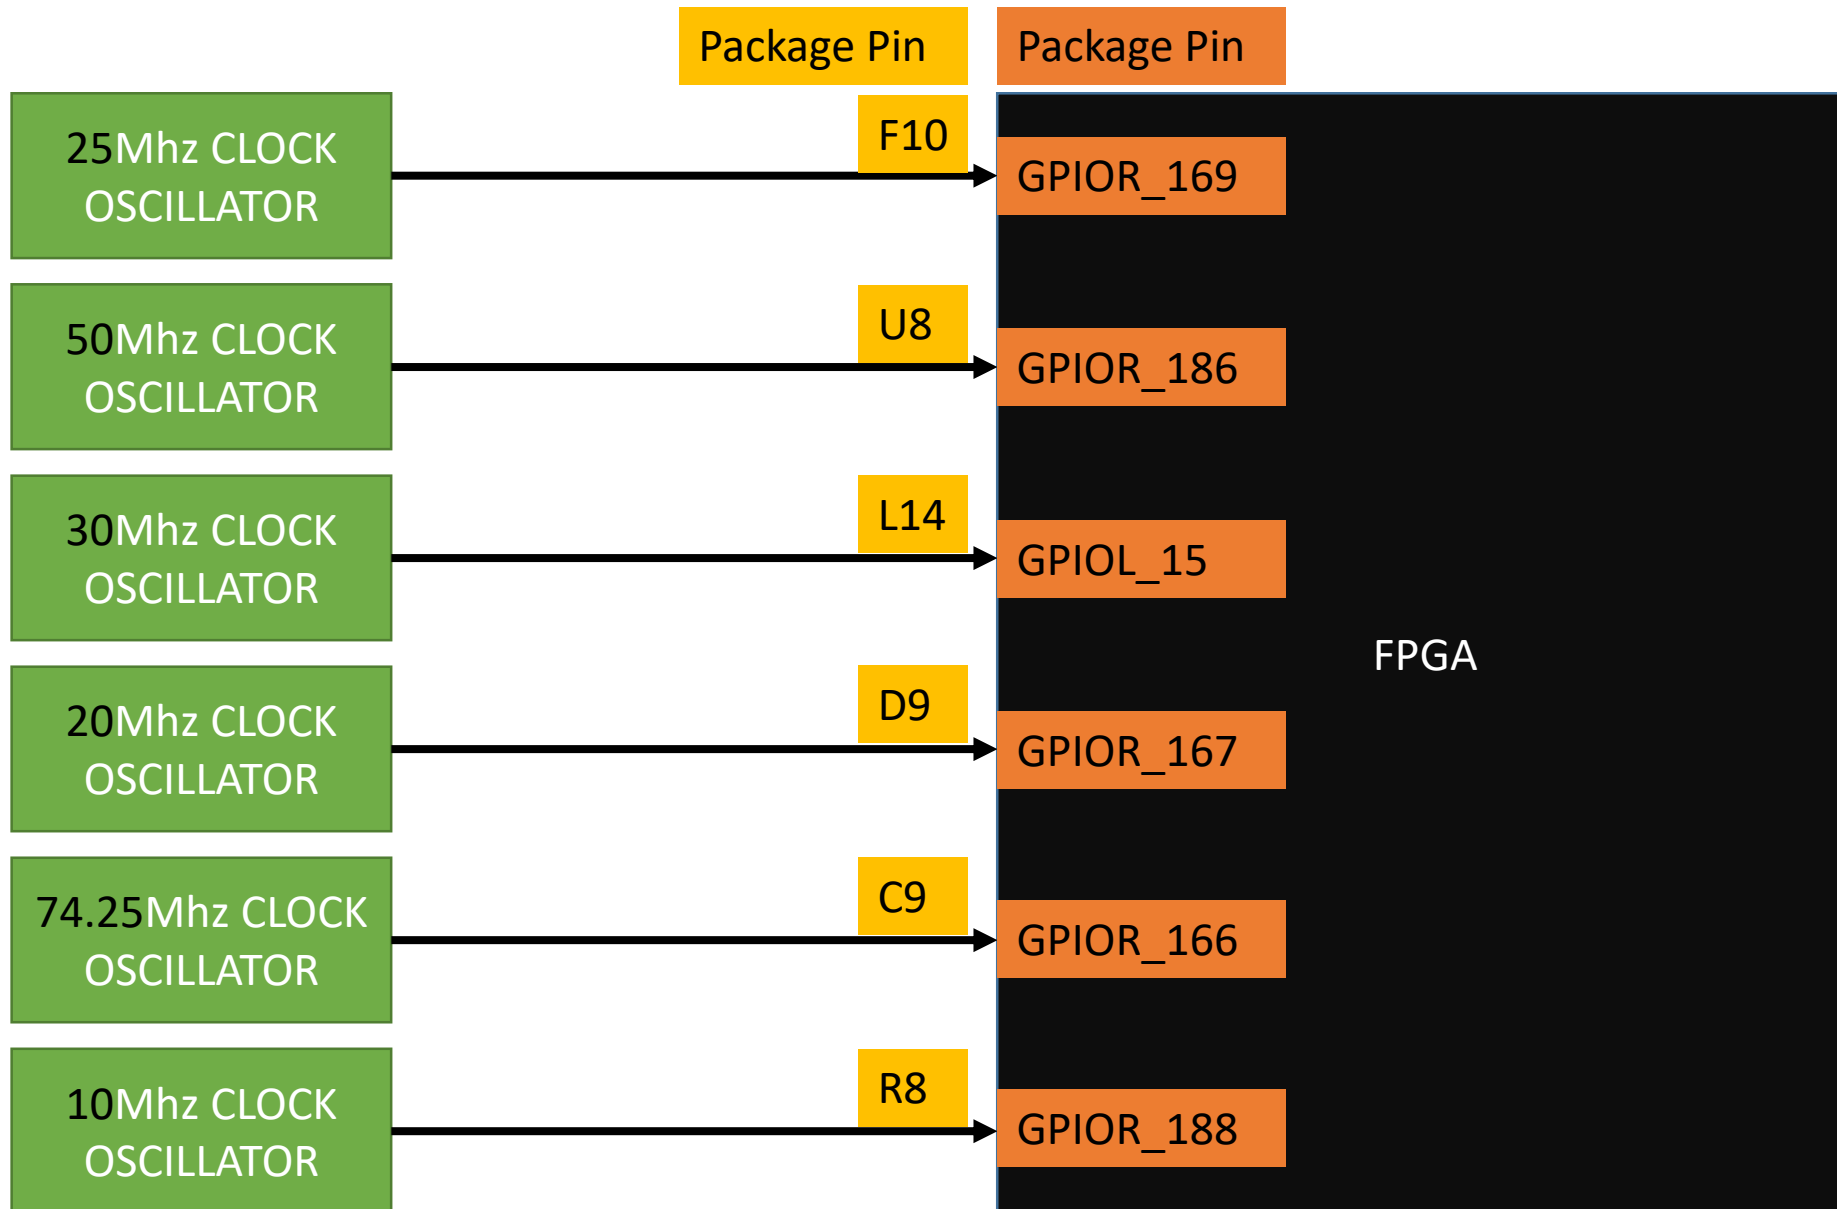 Package Pin
Package Pin
25Mhz CLOCK
OSCILLATOR
F10
GPIOR_169
50Mhz CLOCK
OSCILLATOR
U8
GPIOR_186
30Mhz CLOCK
OSCILLATOR
L14
GPIOL_15
FPGA
20Mhz CLOCK
OSCILLATOR
D9
GPIOR_167
74.25Mhz CLOCK
OSCILLATOR
C9
GPIOR_166
10Mhz CLOCK
OSCILLATOR
R8
GPIOR_188